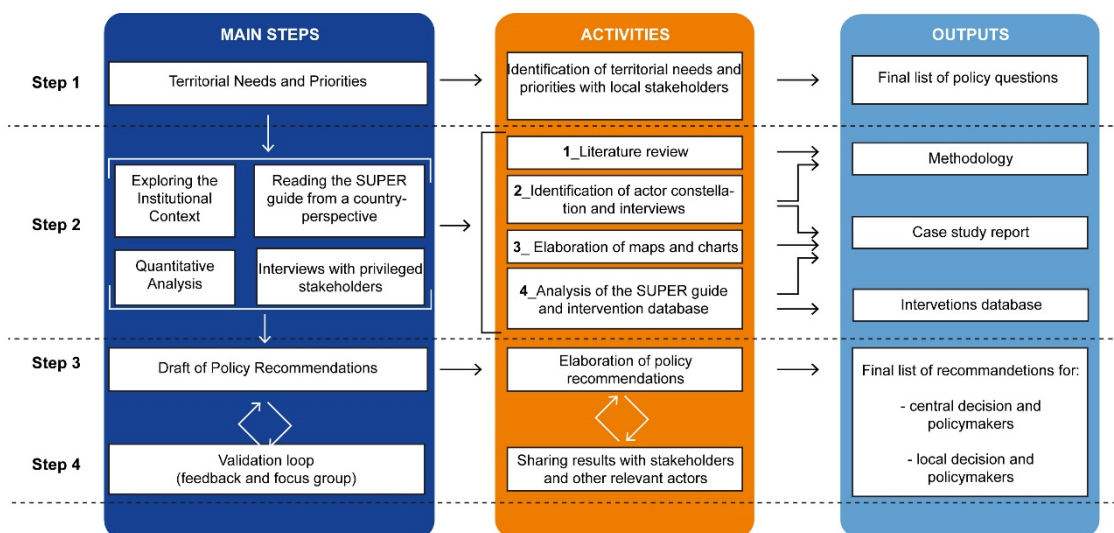 MAIN STEPS
ACTIVITIES
OUTPUTS
Step 1
Territorial Needs and Priorities
Identification of territorial needs and
priorities with local stakeholders
Final list of policy questions
Step 2
Exploring the
Institutional
Context
Reading the SUPER
guide from a country-
perspective
Quantitative
Analysis
Interviews with privileged
stakeholders
1_Literature review
2_Identification of actor constella-
tion and interviews
3_ Elaboration of maps and charts
4_Analysis of the SUPER guide
and intervention database
Methodology
Case study report
Intervetions database
Step 3
Draft of Policy Recommendations
Elaboration of policy
recommendations
Final list of recommandetions for:
- central decision and
policymakers
- local decision and
policymakers
Step 4
Validation loop
(feedback and focus group)
Sharing results with stakeholders
and other relevant actors